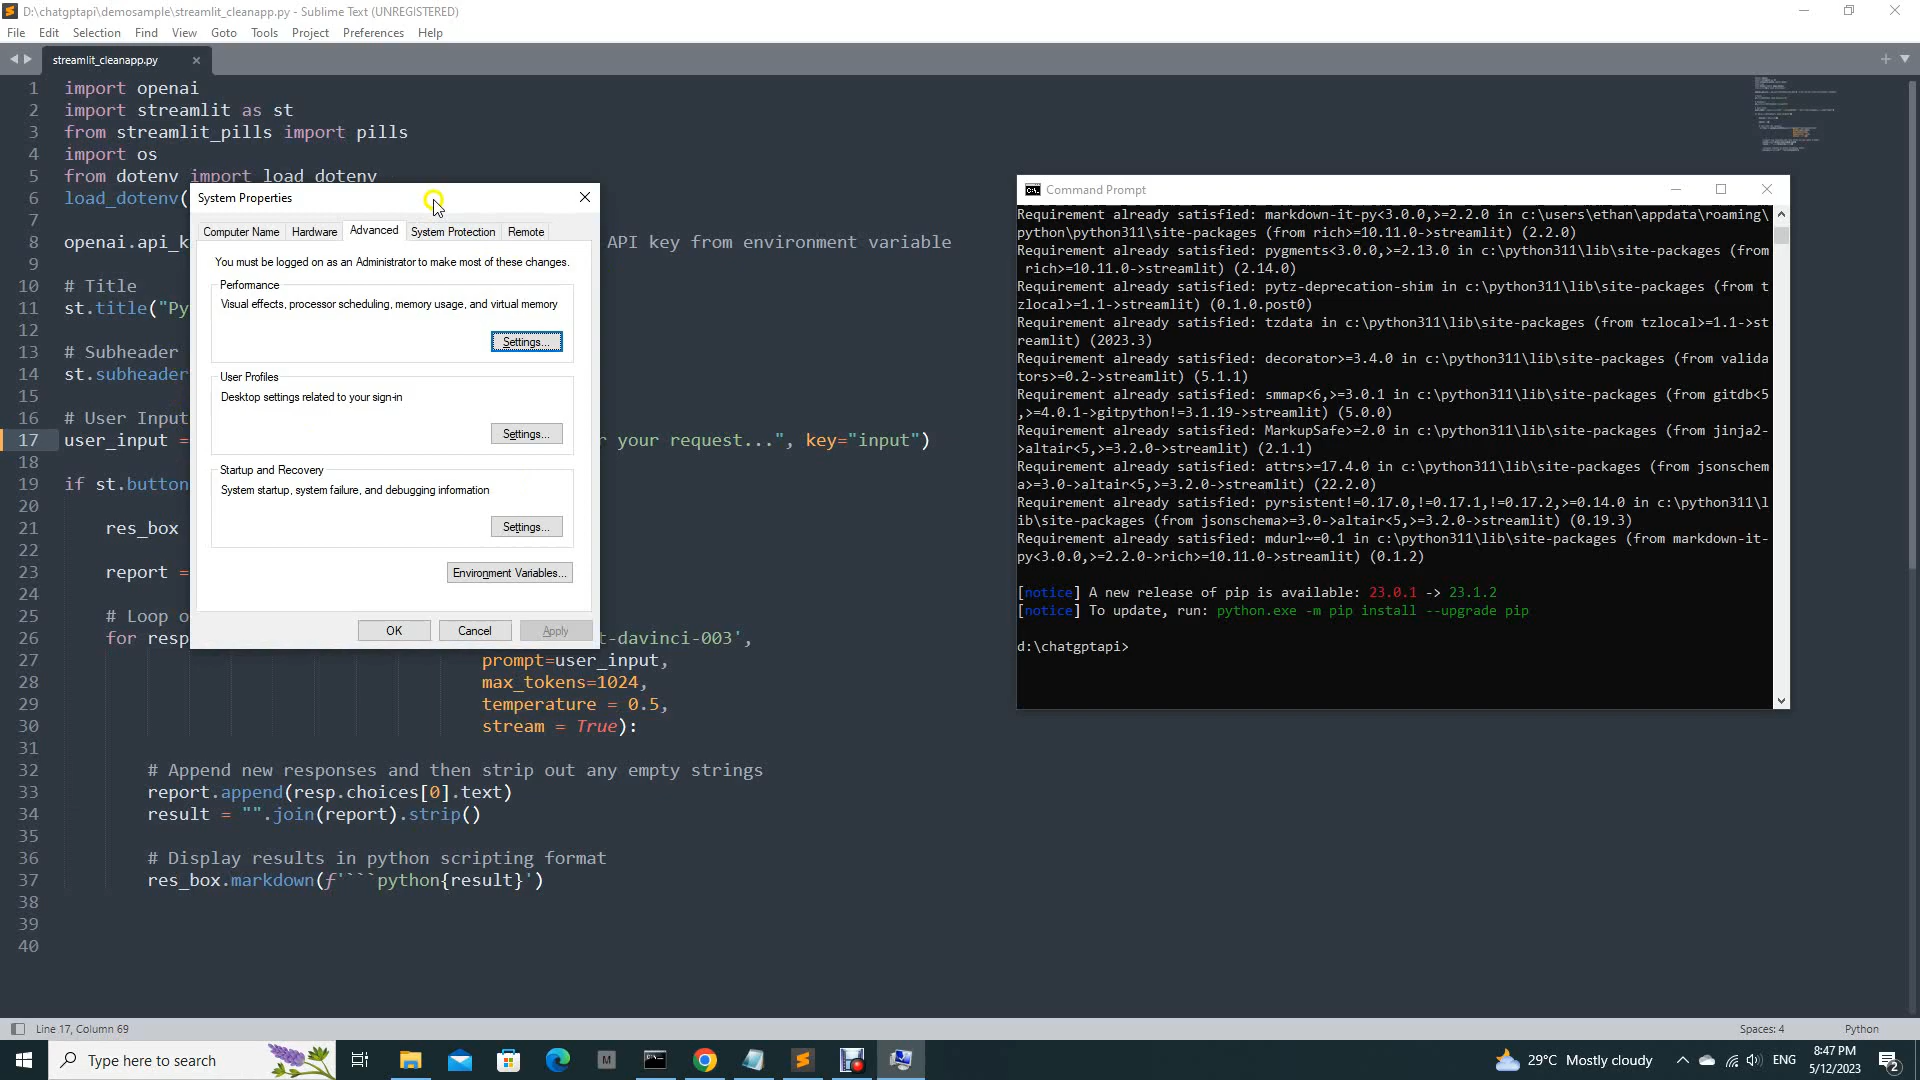 D:\chatgptapi\demosample\streamlit_cleanapp.py - Sublime Text (UNREGISTERED)
File Edit Selection Find View Goto Tools Project Preferences Help
streamlit_cleanapp.py
1 import openai
2 import streamlit as st
3 from streamlit_pills import pills
4 import os
5 from dotenv import load_dotenv
6 load_dotenv(
7
8 openai.api_k API key from environment variable
9
10 # Title
11 st.title("Py
12
13 # Subheader
14 st.subheader
15
16 # User Input
17 user_input = r your request...", key="input")
18
19 if st.button
20
21 res_box
22
23 report =
24
25 # Loop o
26 for resp t-davinci-003',
27 prompt=user_input,
28 max_tokens=1024,
29 temperature = 0.5,
30 stream = True):
31
32 # Append new responses and then strip out any empty strings
33 report.append(resp.choices[0].text)
34 result = "".join(report).strip()
35
36 # Display results in python scripting format
37 res_box.markdown(f'````python{result}')
38
39
40
System Properties
Computer Name Hardware Advanced System Protection Remote
You must be logged on as an Administrator to make most of these changes.
Performance
Visual effects, processor scheduling, memory usage, and virtual memory
Settings...
User Profiles
Desktop settings related to your sign-in
Settings...
Startup and Recovery
System startup, system failure, and debugging information
Settings...
Environment Variables...
OK Cancel Apply
Command Prompt
Requirement already satisfied: markdown-it-py<3.0.0,>=2.2.0 in c:\users\ethan\appdata\roaming\
python\python311\site-packages (from rich>=10.11.0->streamlit) (2.2.0)
Requirement already satisfied: pygments<3.0.0,>=2.13.0 in c:\python311\lib\site-packages (from
 rich>=10.11.0->streamlit) (2.14.0)
Requirement already satisfied: pytz-deprecation-shim in c:\python311\lib\site-packages (from t
zlocal>=1.1->streamlit) (0.1.0.post0)
Requirement already satisfied: tzdata in c:\python311\lib\site-packages (from tzlocal>=1.1->st
reamlit) (2023.3)
Requirement already satisfied: decorator>=3.4.0 in c:\python311\lib\site-packages (from valida
tors>=0.2->streamlit) (5.1.1)
Requirement already satisfied: smmap<6,>=3.0.1 in c:\python311\lib\site-packages (from gitdb<5
,>=4.0.1->gitpython!=3.1.19->streamlit) (5.0.0)
Requirement already satisfied: MarkupSafe>=2.0 in c:\python311\lib\site-packages (from jinja2-
>altair<5,>=3.2.0->streamlit) (2.1.1)
Requirement already satisfied: attrs>=17.4.0 in c:\python311\lib\site-packages (from jsonschem
a>=3.0->altair<5,>=3.2.0->streamlit) (22.2.0)
Requirement already satisfied: pyrsistent!=0.17.0,!=0.17.1,!=0.17.2,>=0.14.0 in c:\python311\l
ib\site-packages (from jsonschema>=3.0->altair<5,>=3.2.0->streamlit) (0.19.3)
Requirement already satisfied: mdurl~=0.1 in c:\python311\lib\site-packages (from markdown-it-
py<3.0.0,>=2.2.0->rich>=10.11.0->streamlit) (0.1.2)
[notice] A new release of pip is available: 23.0.1 -> 23.1.2
[notice] To update, run: python.exe -m pip install --upgrade pip
d:\chatgptapi>
Line 17, Column 69 Spaces: 4 Python
Type here to search 29°C Mostly cloudy ENG 8:47 PM
5/12/2023 2